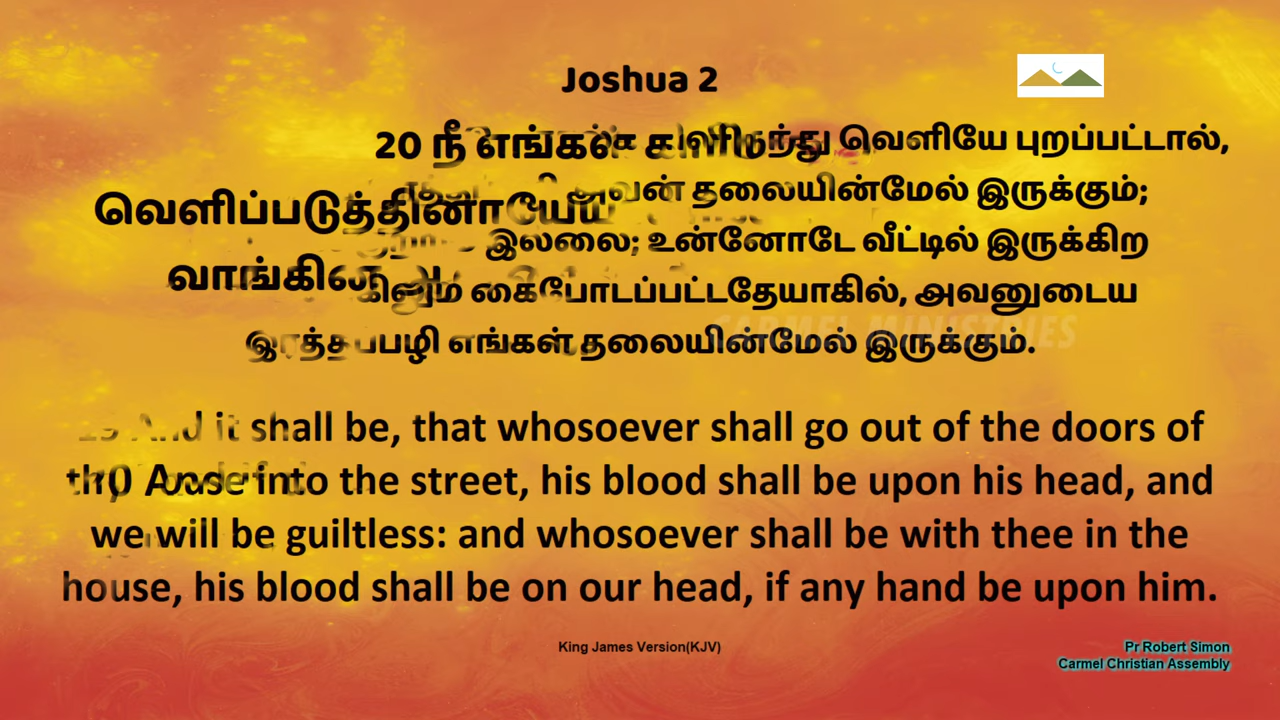 Joshua 2
20 நீ எங்கள் வெளியே புறப்பட்டால்,
அவன் தலையின்மேல் இருக்கும்;
வெளிப்படுத்தினாயேயா
இல்லை; உன்னோடே வீட்டில் இருக்கிற
வாங்கின
கிலும் கைபோடப்பட்டதேயாகில், அவனுடைய
CARMEL MINISTRIES
இரத்தப்பழி எங்கள் தலையின்மேல் இருக்கும்.
And it shall be, that whosoever shall go out of the doors of
into the street, his blood shall be upon his head, and
we will be guiltless: and whosoever shall be with thee in the
house, his blood shall be on our head, if any hand be upon him.
King James Version(KJV)
Pr Robert Simon
Carmel Christian Assembly